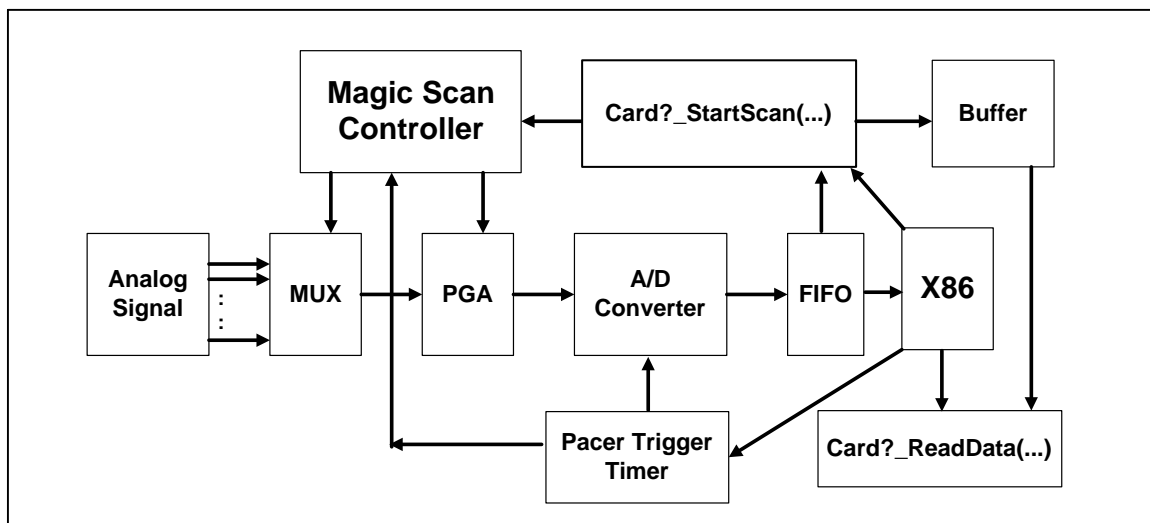 Magic Scan
Controller
Card?_StartScan(...)
Buffer
Analog
Signal
:
:
MUX
PGA
A/D
Converter
FIFO
X86
Pacer Trigger
Timer
Card?_ReadData(...)